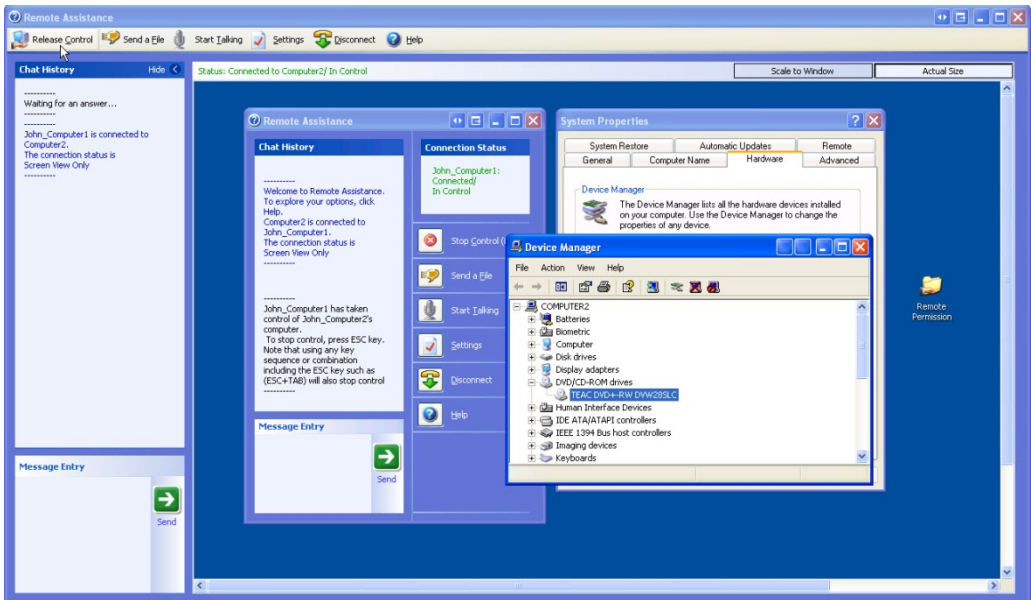 Remote Assistance
Release Control Send a File Start Talking Settings Disconnect Help
Chat History Hide
----------
Waiting for an answer...
----------
----------
John_Computer1 is connected to
Computer2.
The connection status is
Screen View Only
----------
Message Entry
Send
Status: Connected to Computer2/ In Control
Scale to Window Actual Size
Remote Assistance
Chat History
----------
Welcome to Remote Assistance.
To explore your options, click
Help.
Computer2 is connected to
John_Computer1.
The connection status is
Screen View Only
----------
----------
John_Computer1 has taken
control of John_Computer2's
computer.
To stop control, press ESC key.
Note that using any key
sequence or combination
including the ESC key such as
(ESC+TAB) will also stop control
----------
Message Entry
Send
Connection Status
John_Computer1:
Connected/
In Control
Stop Control (
Send a File
Start Talking
Settings
Disconnect
Help
System Properties
System Restore Automatic Updates Remote
General Computer Name Hardware Advanced
Device Manager
The Device Manager lists all the hardware devices installed
on your computer. Use the Device Manager to change the
properties of any device.
Device Manager
File Action View Help
COMPUTER2
Batteries
Biometric
Computer
Disk drives
Display adapters
DVD/CD-ROM drives
TEAC DVD+-RW DVW28SLC
Human Interface Devices
IDE ATA/ATAPI controllers
IEEE 1394 Bus host controllers
Imaging devices
Keyboards
Remote
Permission